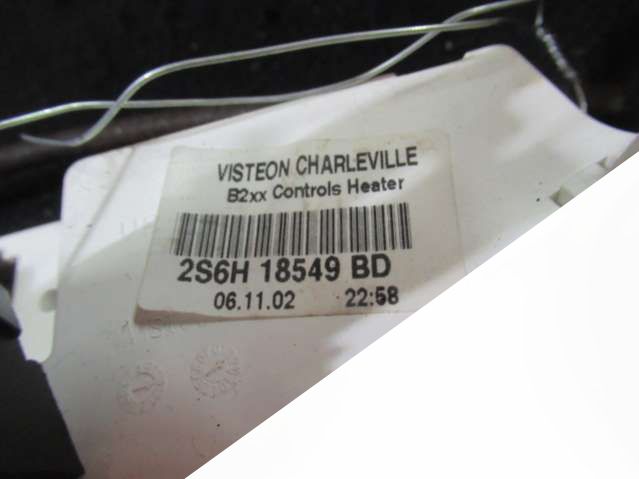 VISTEON CHARLEVILLE
B2xx Controls Heater
2S6H 18549 BD
06.11.02 22:58